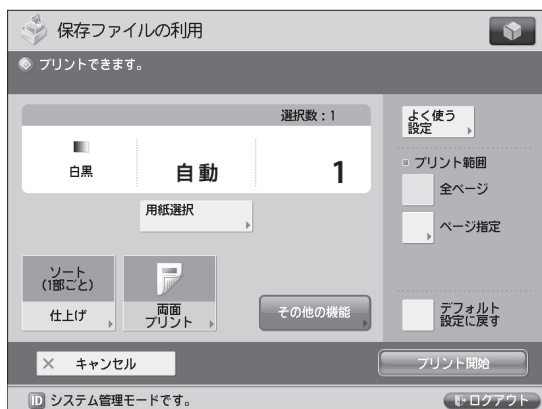 保存ファイルの利用
プリントできます。
選択数：1
白黒
自動
1
用紙選択
ソート
(1部ごと)
仕上げ
両面
プリント
その他の機能
よく使う
設定
プリント範囲
全ページ
ページ指定
デフォルト
設定に戻す
× キャンセル
プリント開始
ID システム管理モードです。
ログアウト